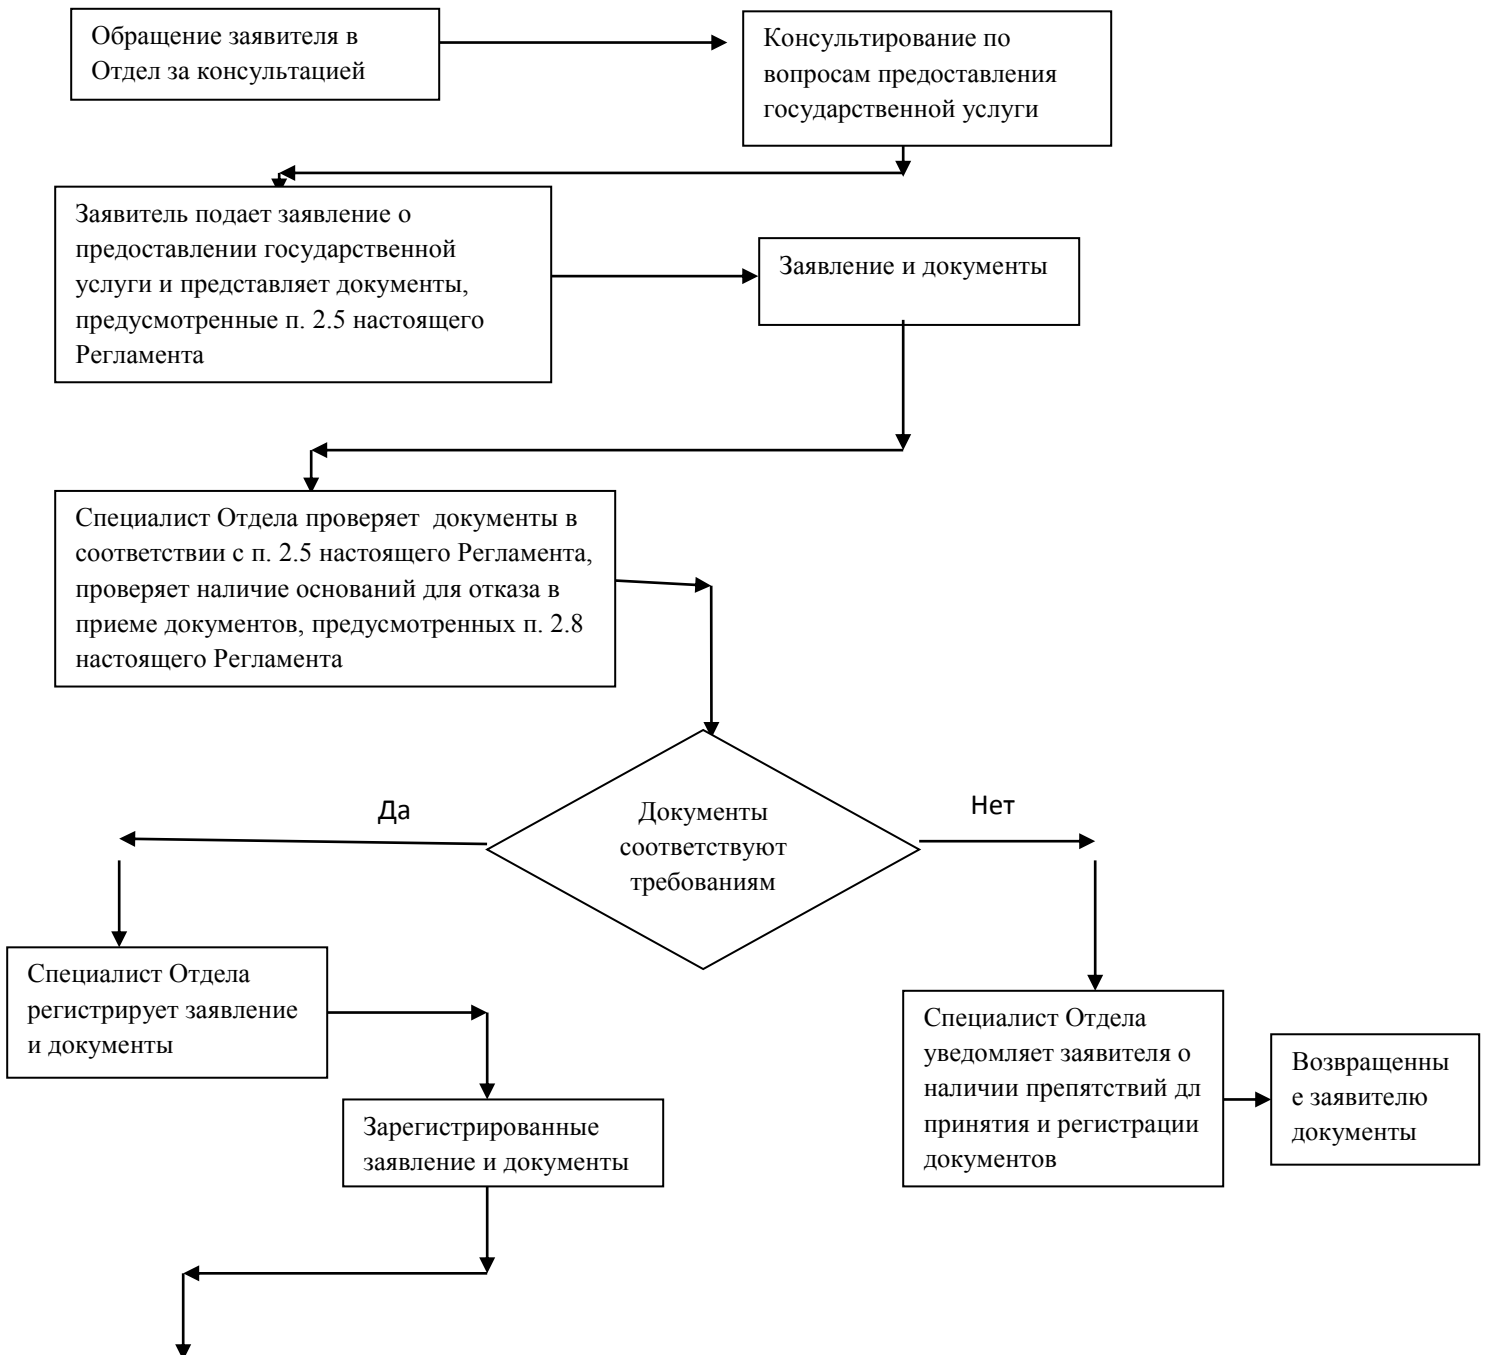 Обращение заявителя в
Отдел за консультацией
Консультирование по
вопросам предоставления
государственной услуги
Заявитель подает заявление о
предоставлении государственной
услуги и представляет документы,
предусмотренные п. 2.5 настоящего
Регламента
Заявление и документы
Специалист Отдела проверяет  документы в
соответствии с п. 2.5 настоящего Регламента,
проверяет наличие оснований для отказа в
приеме документов, предусмотренных п. 2.8
настоящего Регламента
Да
Документы
соответствуют
требованиям
Нет
Специалист Отдела
регистрирует заявление
и документы
Зарегистрированные
заявление и документы
Специалист Отдела
уведомляет заявителя о
наличии препятствий дл
принятия и регистрации
документов
Возвращенны
е заявителю
документы